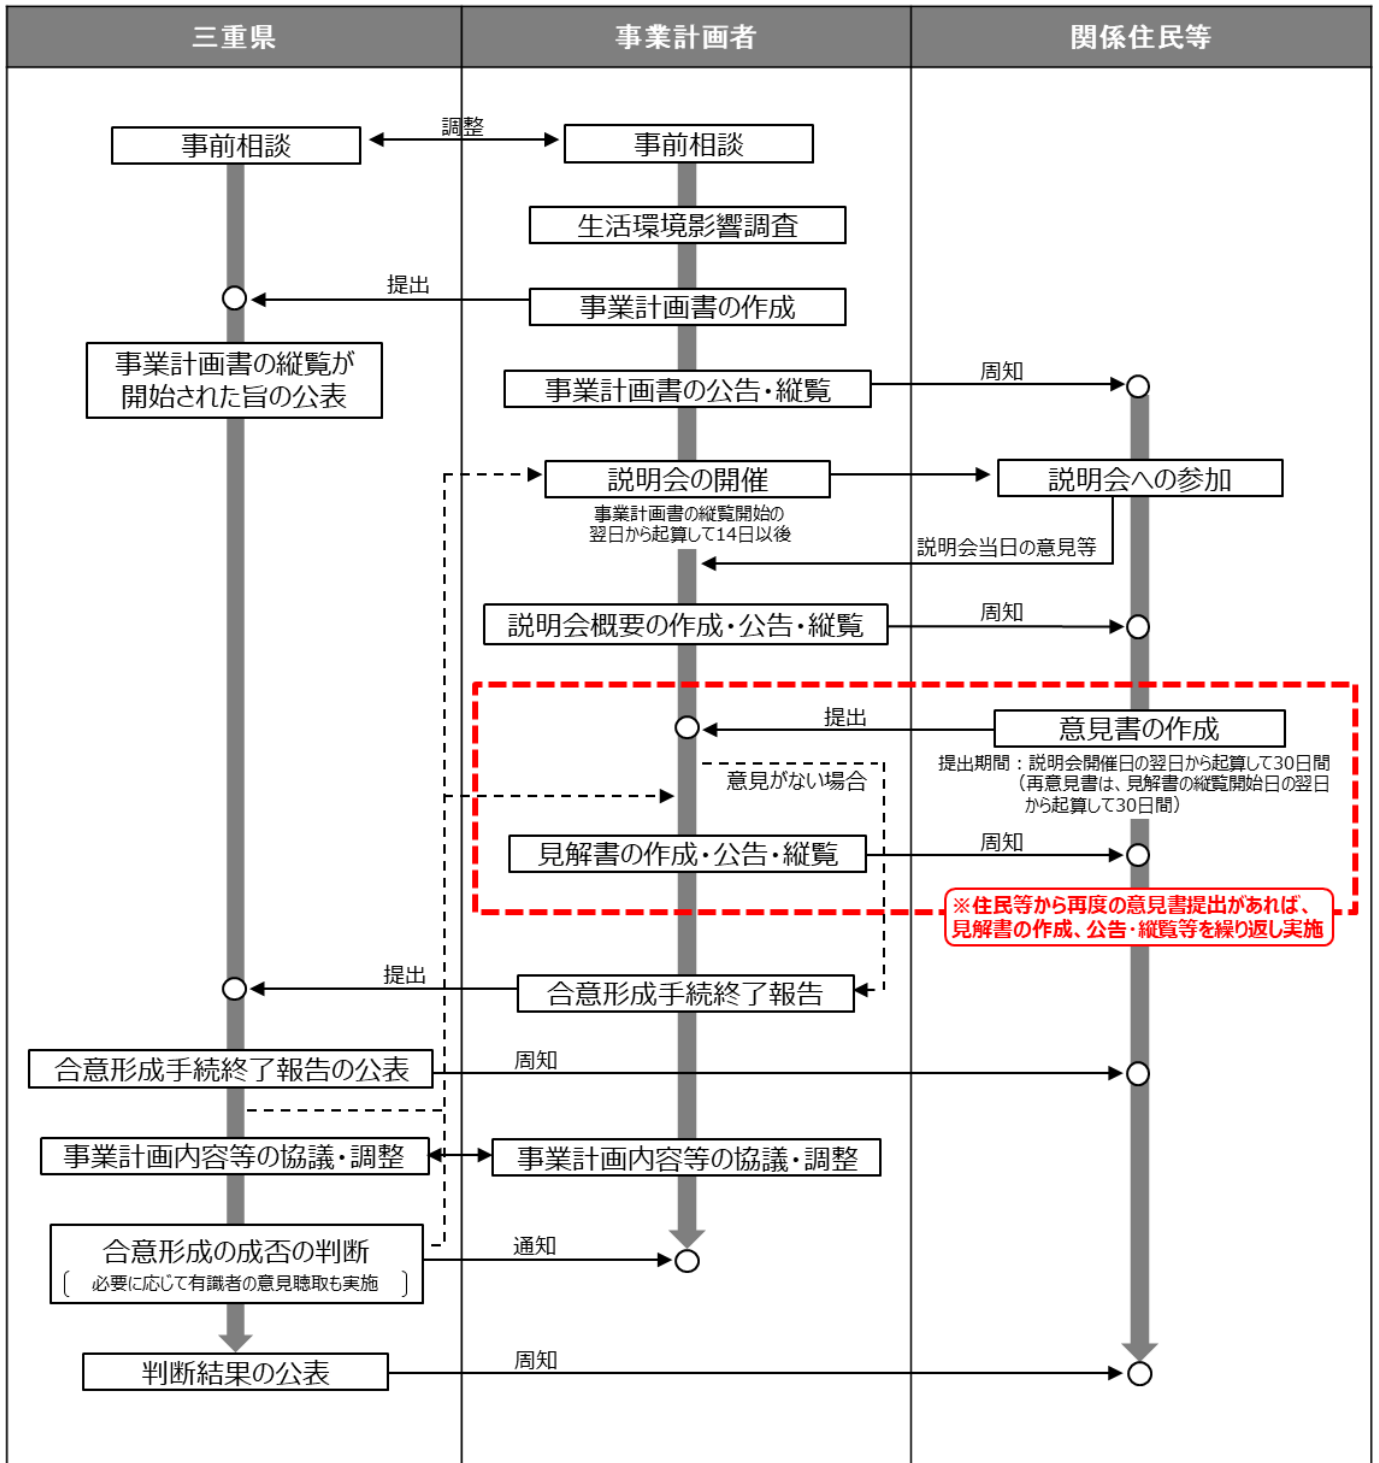 三重県
事業計画者
関係住民等
事前相談
調整
事前相談
生活環境影響調査
提出
事業計画書の作成
事業計画書の縦覧が
開始された旨の公表
事業計画書の公告・縦覧
周知
説明会の開催
説明会への参加
事業計画書の縦覧開始の
翌日から起算して14日以後
説明会当日の意見等
説明会概要の作成・公告・縦覧
周知
提出
意見書の作成
提出期間：説明会開催日の翌日から起算して30日間
（再意見書は、見解書の縦覧開始日の翌日
から起算して30日間）
意見がない場合
見解書の作成・公告・縦覧
周知
※住民等から再度の意見書提出があれば、
見解書の作成、公告・縦覧等を繰り返し実施
提出
合意形成手続終了報告
合意形成手続終了報告の公表
周知
事業計画内容等の協議・調整
事業計画内容等の協議・調整
合意形成の成否の判断
〔 必要に応じて有識者の意見聴取も実施 〕
通知
判断結果の公表
周知